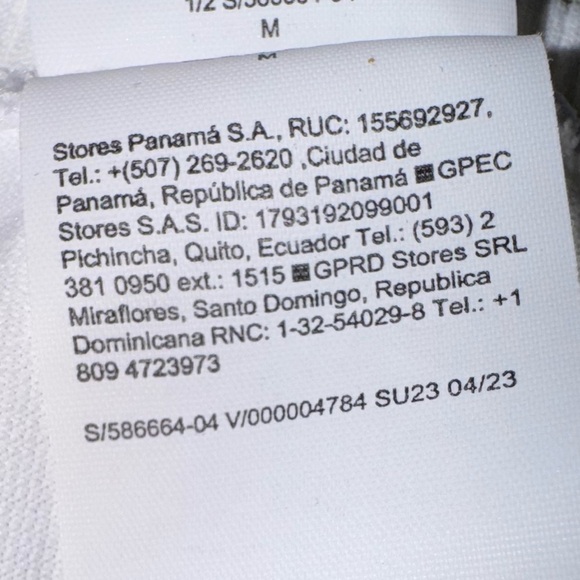 M
Stores Panamá S.A., RUC: 155692927,
Tel.: +(507) 269-2620 ,Ciudad de
Panamá, República de Panamá ▩GPEC
Stores S.A.S. ID: 1793192099001
Pichincha, Quito, Ecuador Tel.: (593) 2
381 0950 ext.: 1515 ▩GPRD Stores SRL
Miraflores, Santo Domingo, Republica
Dominicana RNC: 1-32-54029-8 Tel.: +1
809 4723973
S/586664-04 V/000004784 SU23 04/23